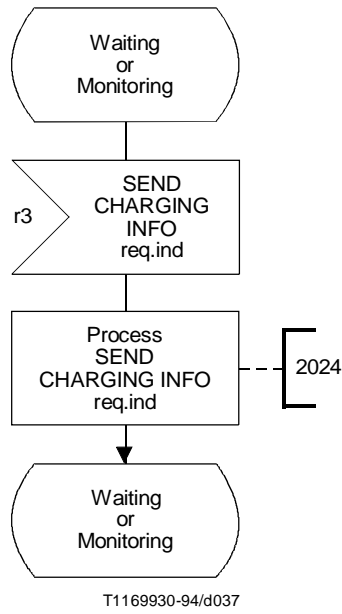 Waiting
or
Monitoring
r3
SEND
CHARGING
INFO
req.ind
Process
SEND
CHARGING INFO
req.ind
2024
Waiting
or
Monitoring
T1169930-94/d037